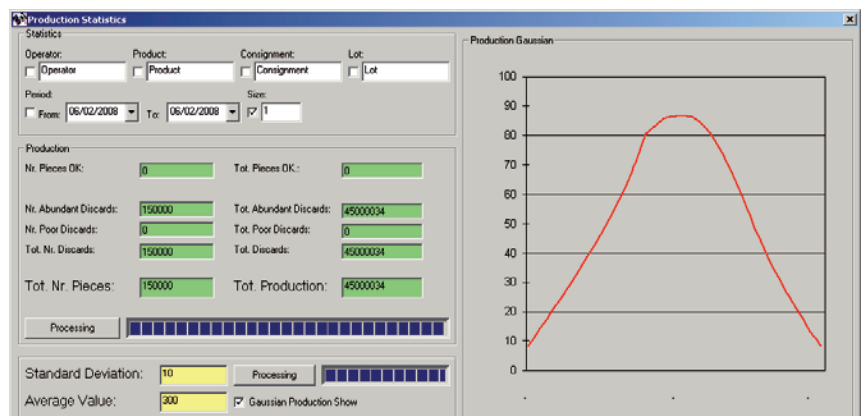 Production Statistics
Statistics
Operator: Product: Consignment: Lot:
Operator Product Consignment Lot
Period: Size:
From: 06/02/2008 To: 06/02/2008 1
Production
Nr. Pieces OK: 0 Tot. Pieces OK.: 0
Nr. Abundant Discards: 150000 Tot. Abundant Discards: 45000034
Nr. Poor Discards: 0 Tot. Poor Discards: 0
Tot. Nr. Discards: 150000 Tot. Discards: 45000034
Tot. Nr. Pieces: 150000 Tot. Production: 45000034
Processing
Standard Deviation: 10 Processing
Average Value: 300 Gaussian Production Show
Production Gaussian
100
90
80
70
60
50
40
30
20
10
0